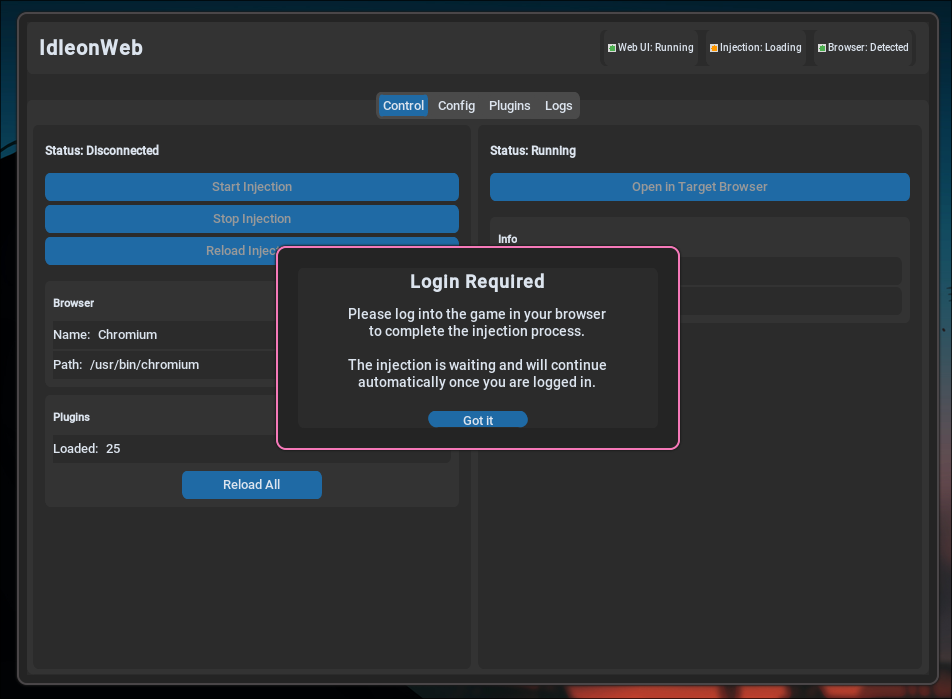 IdleonWeb
Web UI: Running
Injection: Loading
Browser: Detected
Control
Config
Plugins
Logs
Status: Disconnected
Start Injection
Stop Injection
Reload Inject
Browser
Name: Chromium
Path: /usr/bin/chromium
Plugins
Loaded: 25
Reload All
Status: Running
Open in Target Browser
Info
Login Required
Please log into the game in your browser
to complete the injection process.
The injection is waiting and will continue
automatically once you are logged in.
Got it